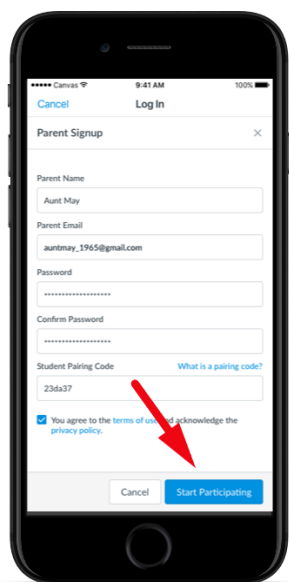 Canvas 9:41 AM 100%
Cancel Log In
Parent Signup ×
Parent Name
Aunt May
Parent Email
auntmay_1965@gmail.com
Password
•••••••••••••••••••
Confirm Password
•••••••••••••••••••
Student Pairing Code What is a pairing code?
23da37
You agree to the terms of use and acknowledge the
privacy policy.
Cancel Start Participating